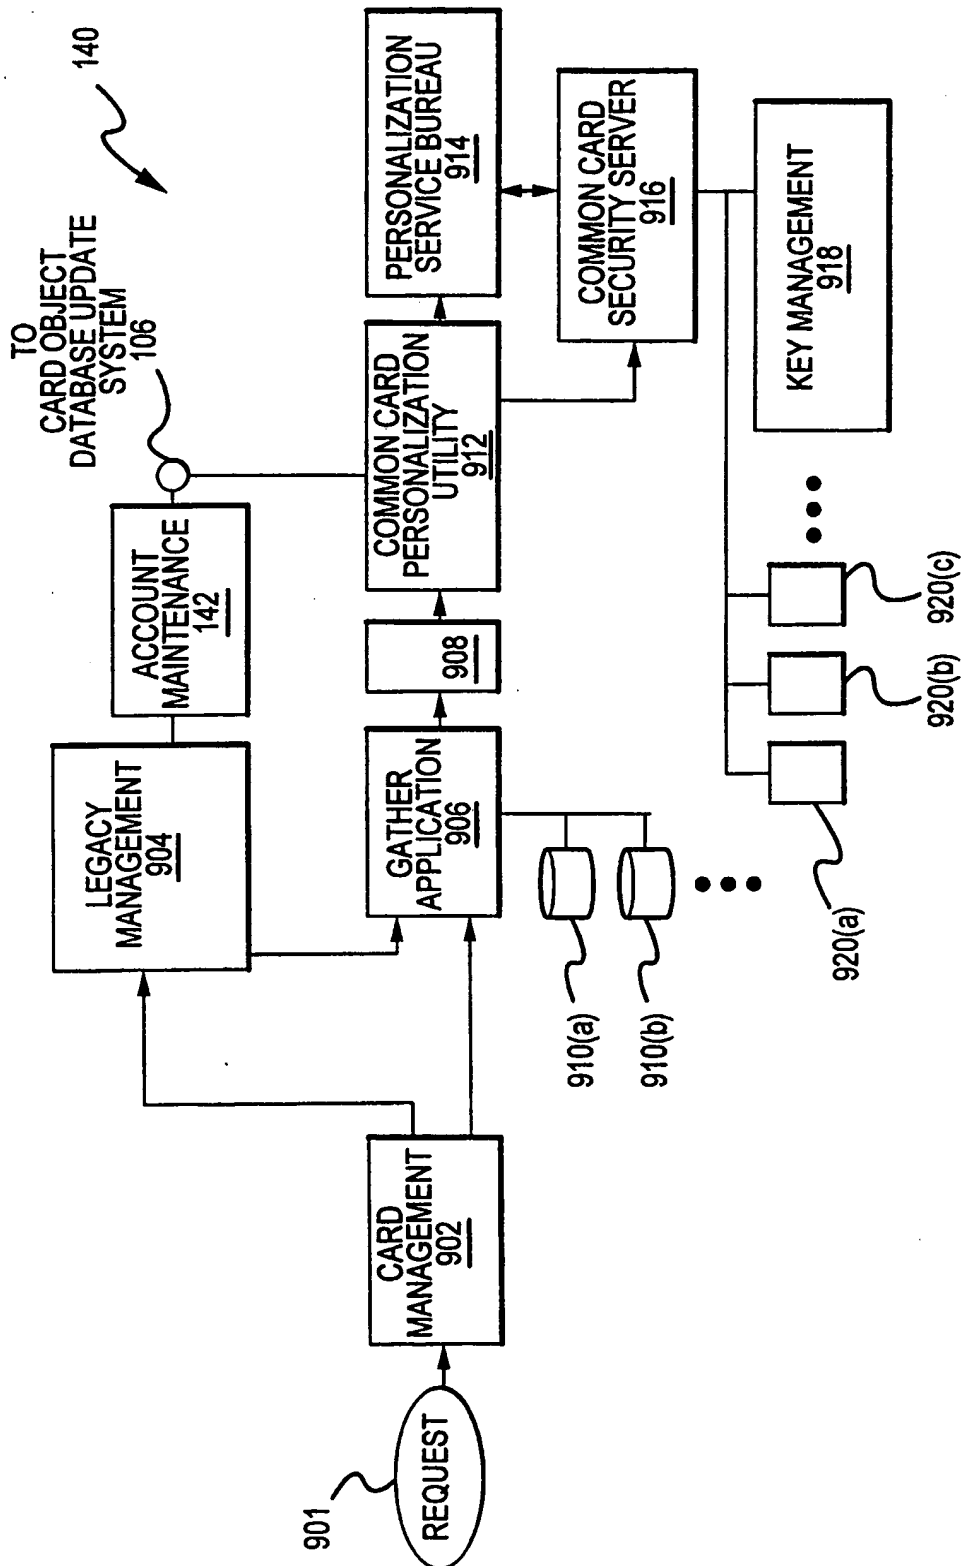 140
TO
CARD OBJECT
DATABASE UPDATE
SYSTEM
106
ACCOUNT
MAINTENANCE
142
LEGACY
MANAGEMENT
904
PERSONALIZATION
SERVICE BUREAU
914
COMMON CARD
PERSONALIZATION
UTILITY
912
908
GATHER
APPLICATION
906
CARD
MANAGEMENT
902
REQUEST
901
COMMON CARD
SECURITY SERVER
916
KEY MANAGEMENT
918
910(a)
910(b)
920(a)
920(b)
920(c)